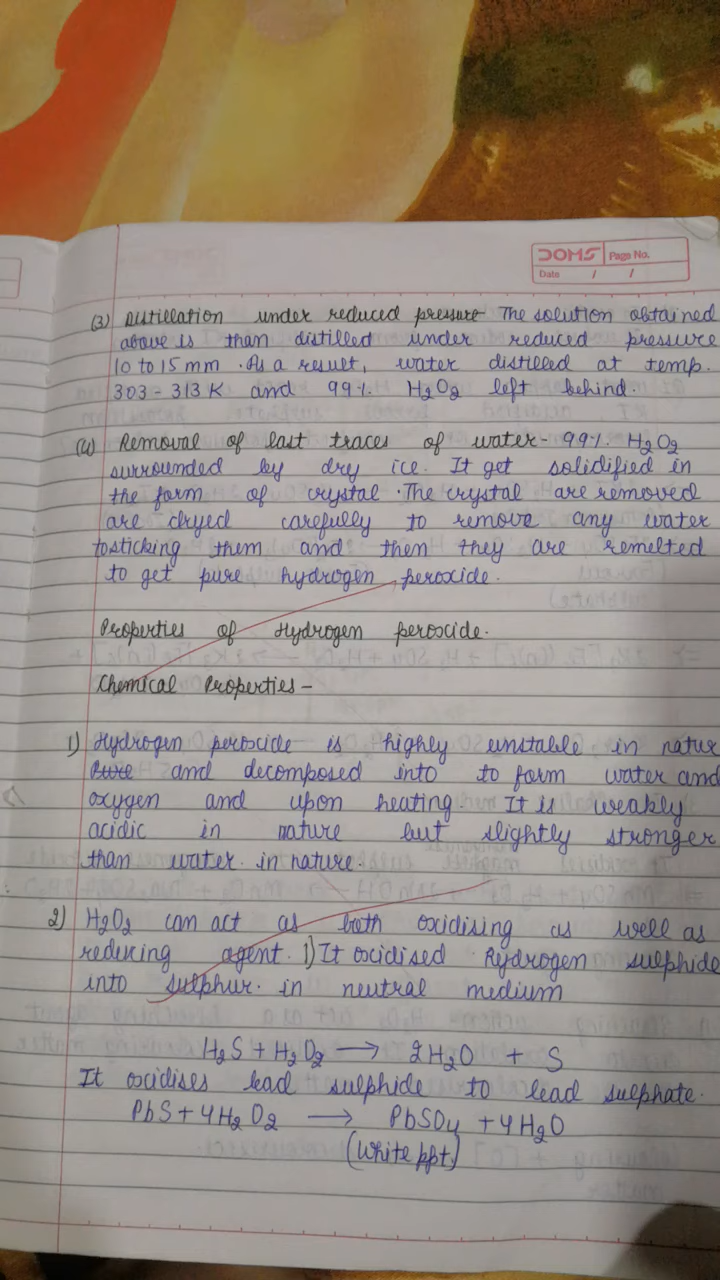 DOMS Page No.
Date / /
(3) Distillation under reduced pressure - The solution obtained
above is than distilled under reduced pressure
10 to 15 mm. As a result, water distilled at temp.
303 - 313 K and 99%. H2O2 left behind.
(4) Removal of last traces of water - 99%. H2O2
surrounded by dry ice. It get solidified in
the form of crystal. The crystal are removed
are dryed carefully to remove any water
to sticking them and then they are remelted
to get pure hydrogen peroxide.
Properties of Hydrogen peroxide.
Chemical Properties -
1) Hydrogen peroxide is highly unstable in natur
pure and decomposed into to form water and
oxygen and upon heating. It is weakly
acidic in nature but slightly stronger
than water. in nature.
2) H2O2 can act as both oxidising as well as
reducing agent. 1) It oxidised Hydrogen sulphide
into sulphur. in neutral medium
H2S + H2O2 → 2H2O + S
It oxidises lead sulphide to lead sulphate.
PbS + 4H2O2 → PbSO4 + 4H2O
(White ppt)